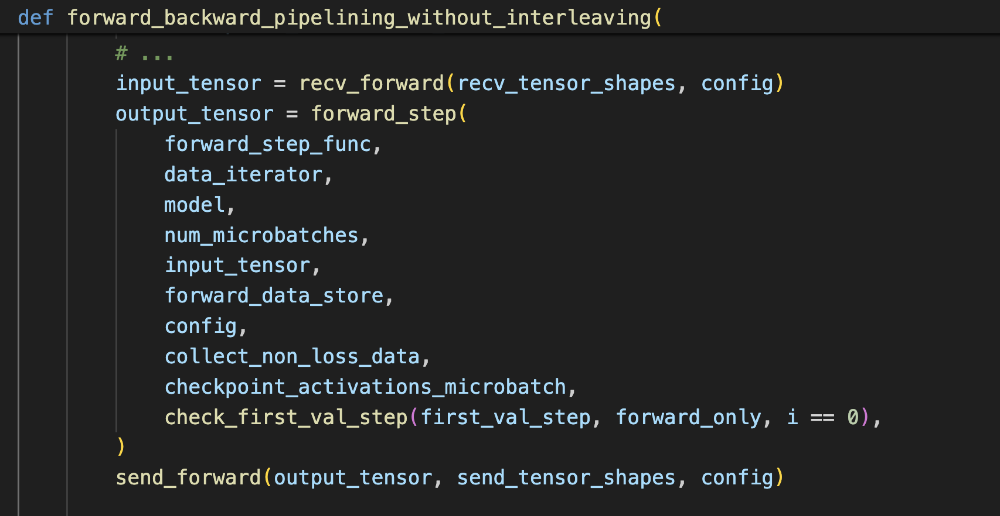 def forward_backward_pipelining_without_interleaving(
# ...
input_tensor = recv_forward(recv_tensor_shapes, config)
output_tensor = forward_step(
forward_step_func,
data_iterator,
model,
num_microbatches,
input_tensor,
forward_data_store,
config,
collect_non_loss_data,
checkpoint_activations_microbatch,
check_first_val_step(first_val_step, forward_only, i == 0),
)
send_forward(output_tensor, send_tensor_shapes, config)